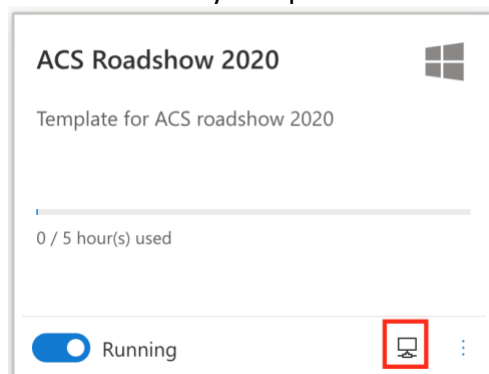 ACS Roadshow 2020
Template for ACS roadshow 2020
0 / 5 hour(s) used
Running